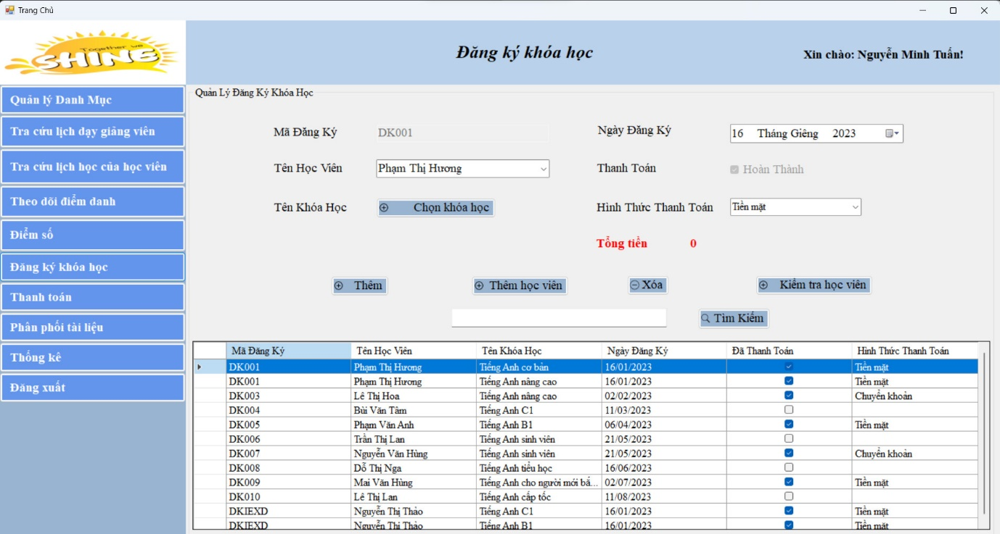 Trang Chủ
Together we
SHINE
Đăng ký khóa học
Xin chào: Nguyễn Minh Tuấn!
Quản lý Danh Mục
Tra cứu lịch dạy giảng viên
Tra cứu lịch học của học viên
Theo dõi điểm danh
Điểm số
Đăng ký khóa học
Thanh toán
Phân phối tài liệu
Thống kê
Đăng xuất
Quản Lý Đăng Ký Khóa Học
Mã Đăng Ký DK001 Ngày Đăng Ký 16 Tháng Giêng 2023
Tên Học Viên Phạm Thị Hương Thanh Toán Hoàn Thành
Tên Khóa Học Chọn khóa học Hình Thức Thanh Toán Tiền mặt
Tổng tiền 0
Thêm Thêm học viên Xóa Kiểm tra học viên
Tìm Kiếm
Mã Đăng Ký Tên Học Viên Tên Khóa Học Ngày Đăng Ký Đã Thanh Toán Hình Thức Thanh Toán
DK001 Phạm Thị Hương Tiếng Anh cơ bản 16/01/2023 Tiền mặt
DK001 Phạm Thị Hương Tiếng Anh nâng cao 16/01/2023 Tiền mặt
DK003 Lê Thị Hoa Tiếng Anh nâng cao 02/02/2023 Chuyển khoản
DK004 Bùi Văn Tâm Tiếng Anh C1 11/03/2023
DK005 Phạm Văn Anh Tiếng Anh B1 06/04/2023 Tiền mặt
DK006 Trần Thị Lan Tiếng Anh sinh viên 21/05/2023
DK007 Nguyễn Văn Hùng Tiếng Anh sinh viên 21/05/2023 Chuyển khoản
DK008 Dỗ Thị Nga Tiếng Anh tiểu học 16/06/2023
DK009 Mai Văn Hùng Tiếng Anh cho người mới bắ... 02/07/2023 Tiền mặt
DK010 Lê Thị Lan Tiếng Anh cấp tốc 11/08/2023
DKIEXD Nguyễn Thị Thảo Tiếng Anh C1 16/01/2023 Tiền mặt
DKIEXD Nguyễn Thị Thảo Tiếng Anh B1 16/01/2023 Tiền mặt